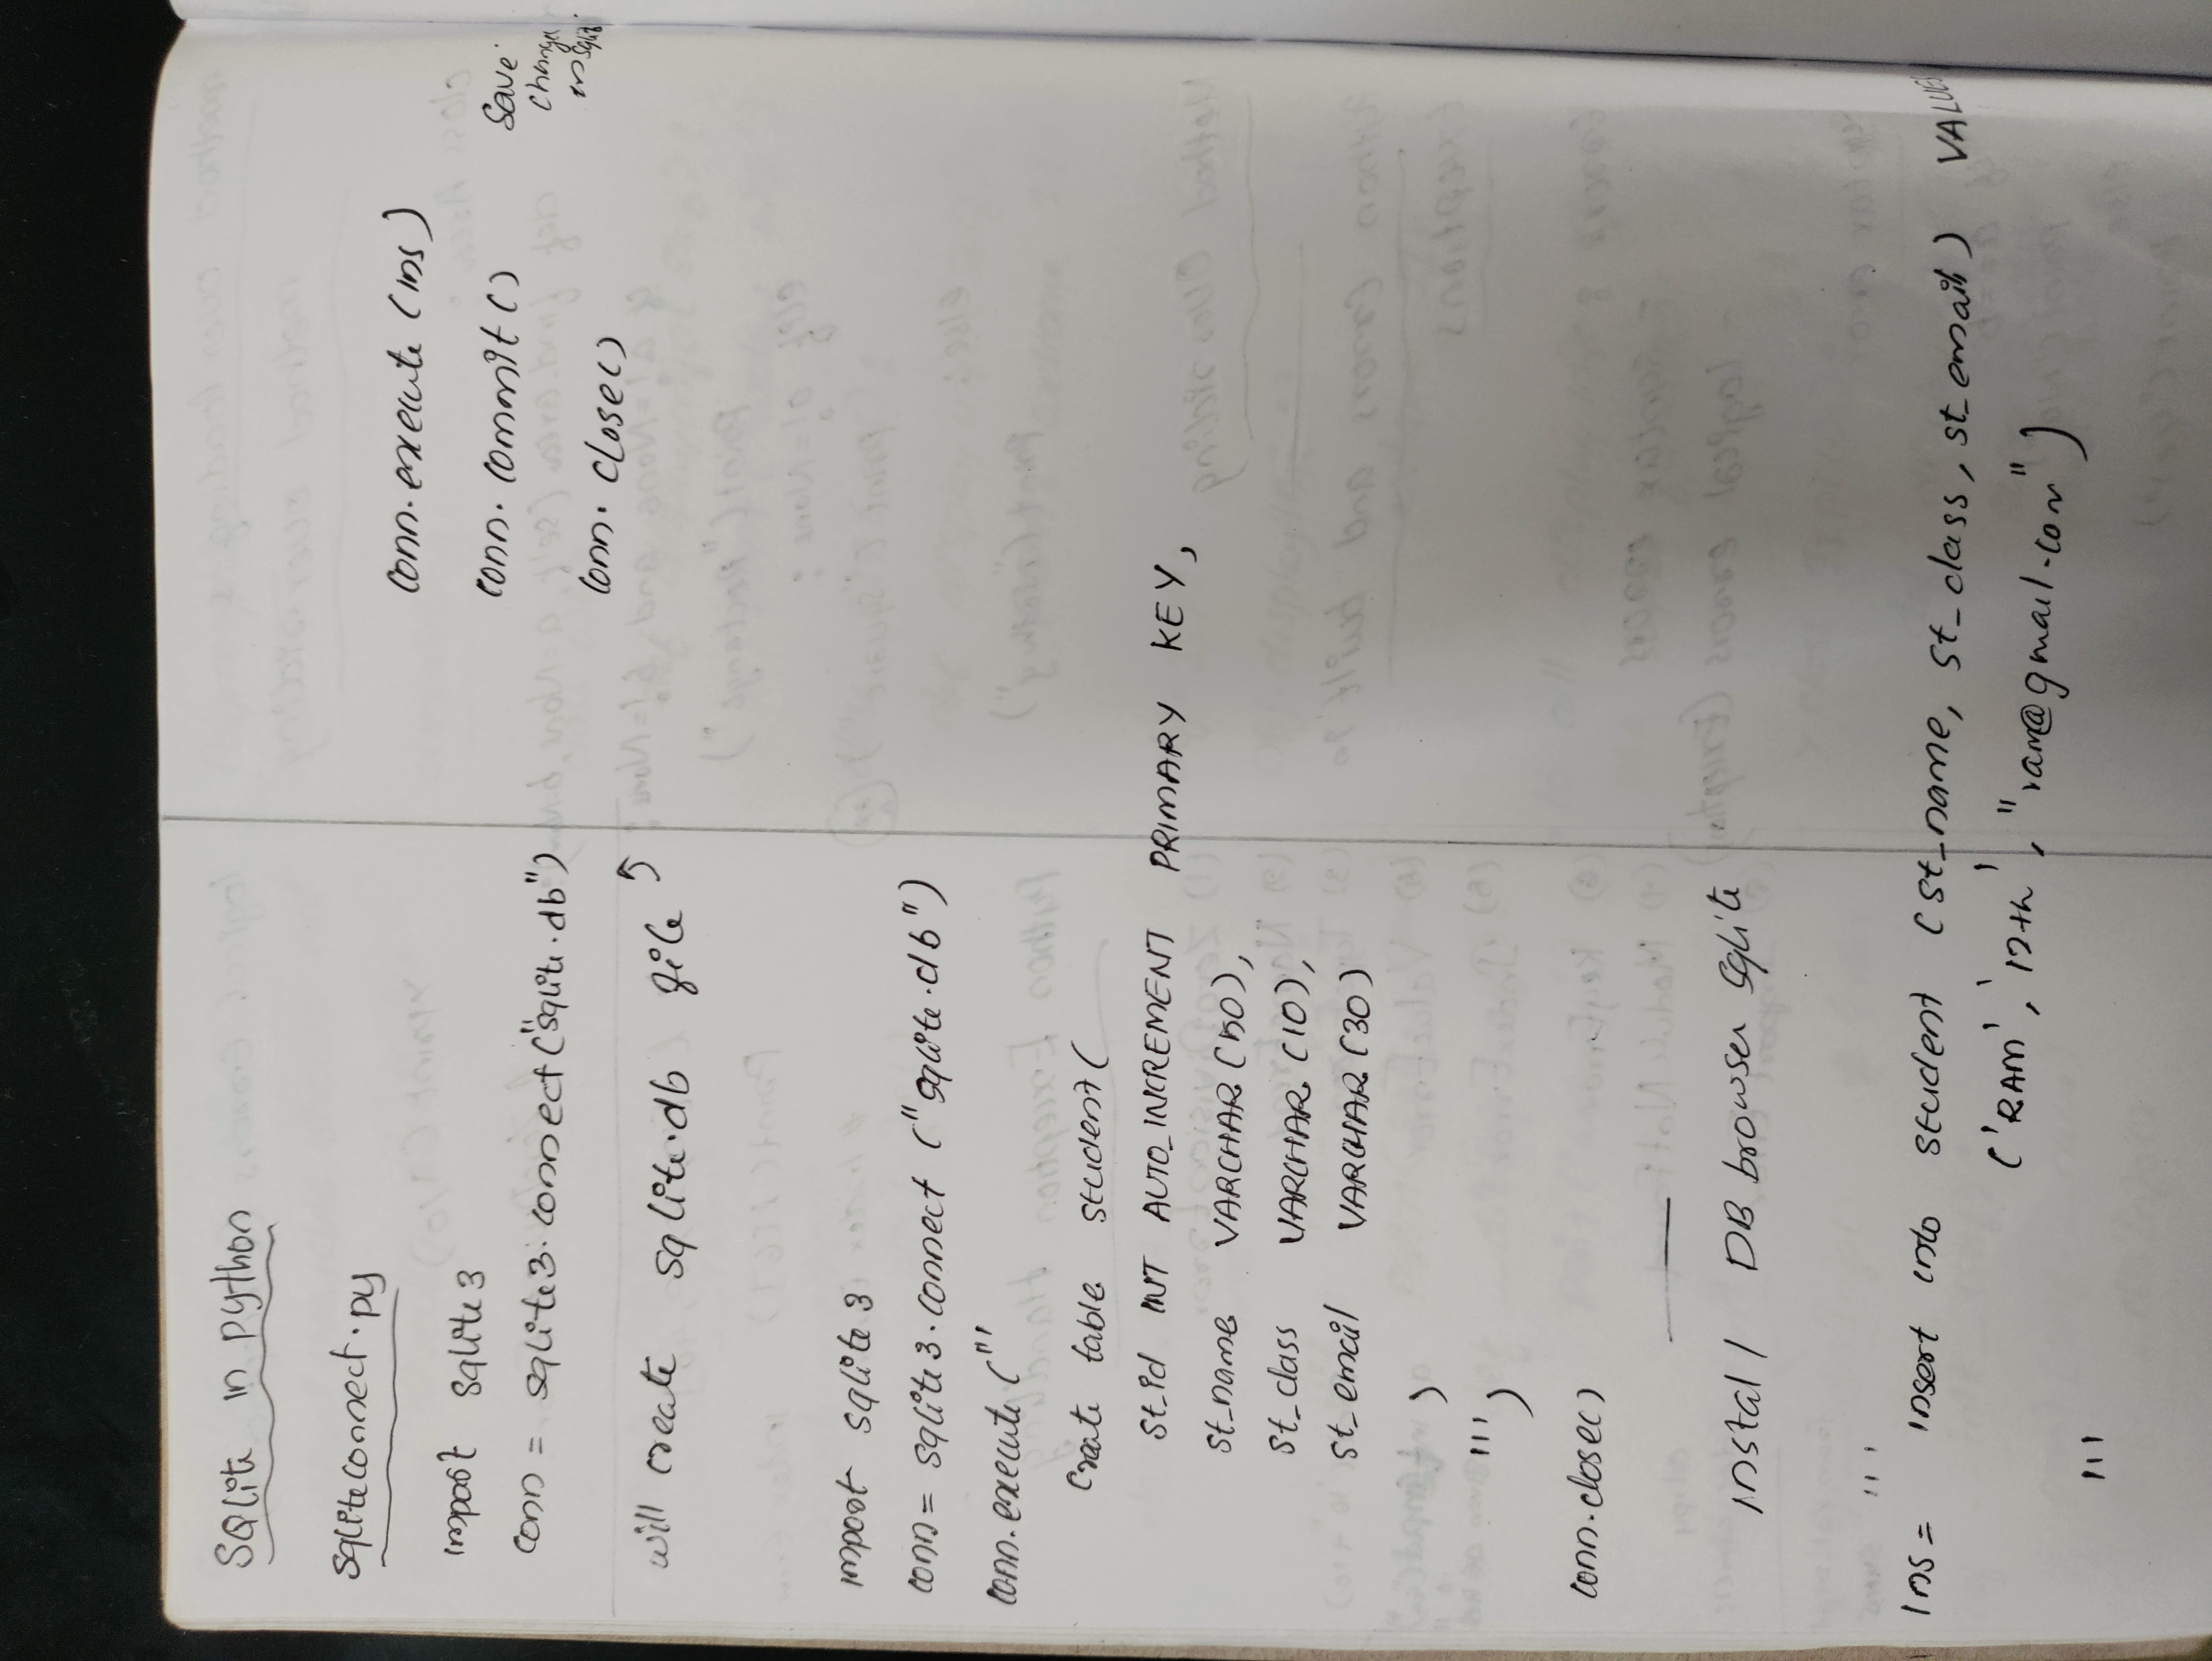 SQlite in python
sqliteconnect.py
import sqlite3
conn = sqlite3.connect("sqlite.db")
will create sqlite.db file
import sqlite3
conn = sqlite3.connect ("sqlite.db")
conn.execute ('''
Create table student(
st_id INT AUTO_INCREMENT PRIMARY KEY,
st_name VARCHAR (50),
st_class VARCHAR (10),
st_email VARCHAR (30)
)
''')
conn.close()
install DB browser sqlite
'''
Ins = insert into student (st_name, st_class, st_email) VALUES
('RAM', '12th', "ram@gmail.com")
'''
conn.execute (ins)
conn.commit() Save
changes
in sqlite
conn.close()